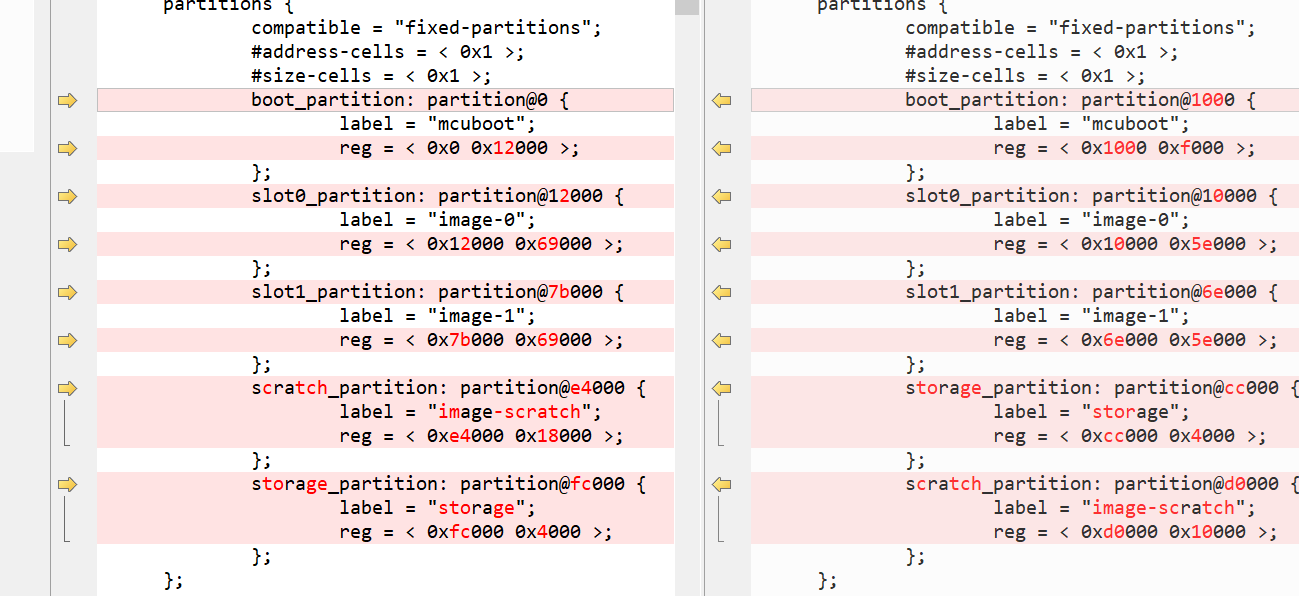 partitions {
compatible = "fixed-partitions";
#address-cells = < 0x1 >;
#size-cells = < 0x1 >;
boot_partition: partition@0 {
label = "mcuboot";
reg = < 0x0 0x12000 >;
};
slot0_partition: partition@12000 {
label = "image-0";
reg = < 0x12000 0x69000 >;
};
slot1_partition: partition@7b000 {
label = "image-1";
reg = < 0x7b000 0x69000 >;
};
scratch_partition: partition@e4000 {
label = "image-scratch";
reg = < 0xe4000 0x18000 >;
};
storage_partition: partition@fc000 {
label = "storage";
reg = < 0xfc000 0x4000 >;
};
};
partitions {
compatible = "fixed-partitions";
#address-cells = < 0x1 >;
#size-cells = < 0x1 >;
boot_partition: partition@1000 {
label = "mcuboot";
reg = < 0x1000 0xf000 >;
};
slot0_partition: partition@10000 {
label = "image-0";
reg = < 0x10000 0x5e000 >;
};
slot1_partition: partition@6e000 {
label = "image-1";
reg = < 0x6e000 0x5e000 >;
};
storage_partition: partition@cc000 {
label = "storage";
reg = < 0xcc000 0x4000 >;
};
scratch_partition: partition@d0000 {
label = "image-scratch";
reg = < 0xd0000 0x10000 >;
};
};